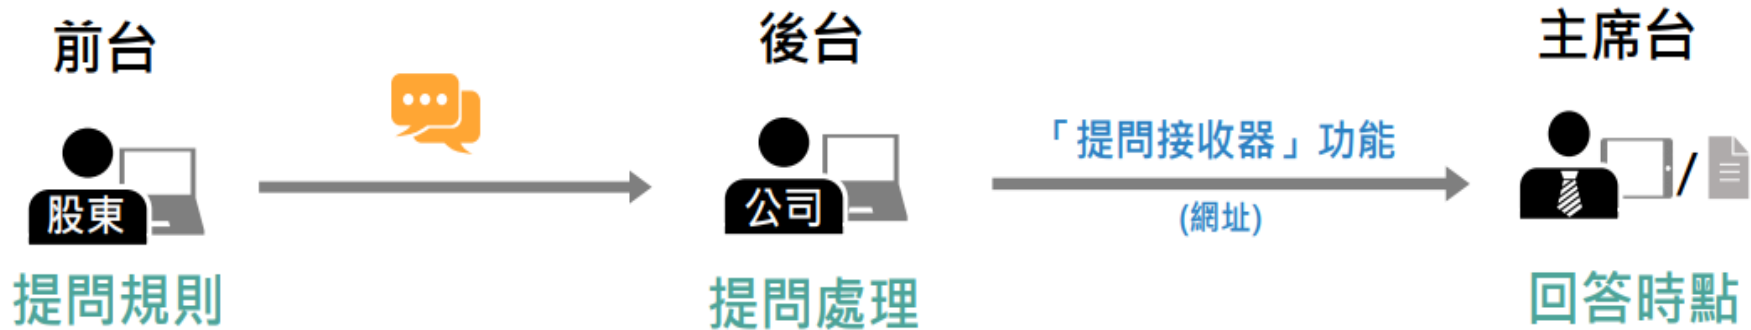 前台
後台
主席台
「提問接收器」功能
(網址)
/
股東
公司
提問規則
提問處理
回答時點